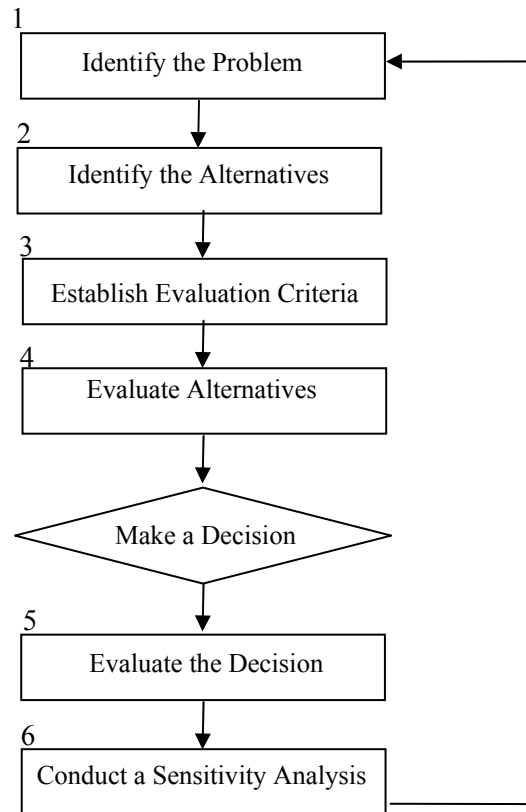 1
Identify the Problem
2
Identify the Alternatives
3
Establish Evaluation Criteria
4
Evaluate Alternatives
Make a Decision
5
Evaluate the Decision
6
Conduct a Sensitivity Analysis